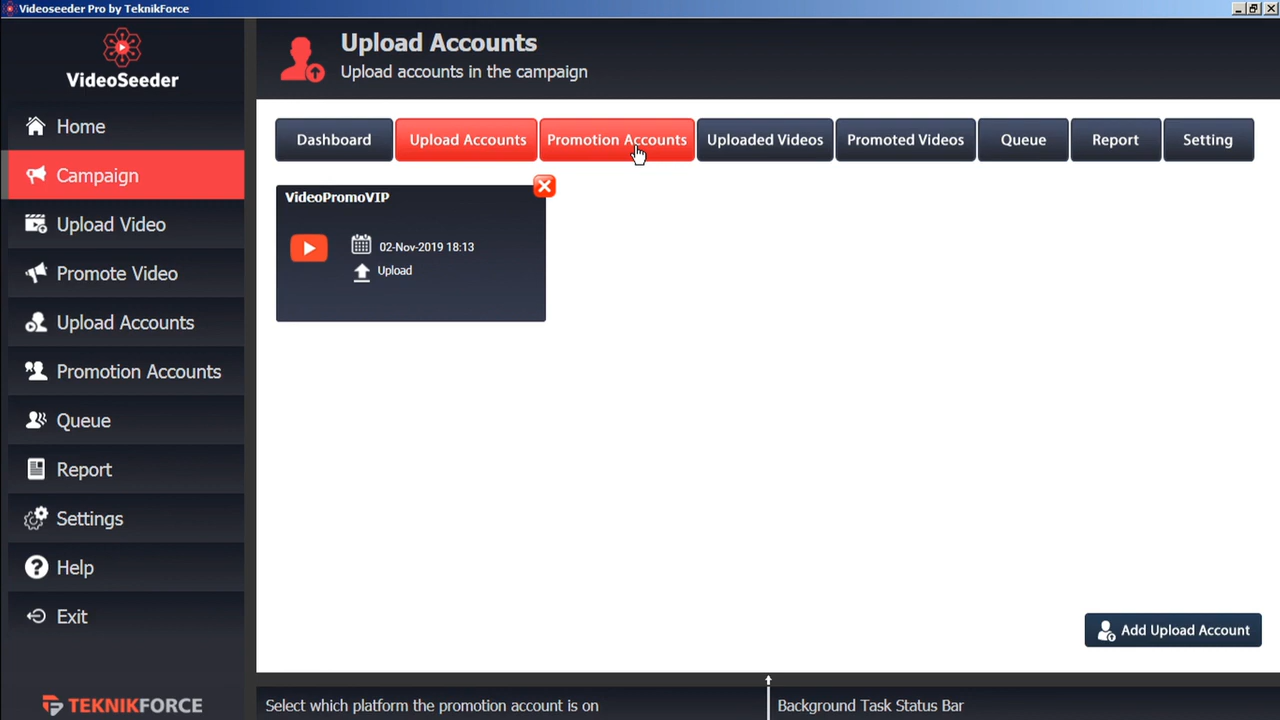 Videoseeder Pro by TeknikForce
VideoSeeder
Home
Campaign
Upload Video
Promote Video
Upload Accounts
Promotion Accounts
Queue
Report
Settings
Help
Exit
TEKNIKFORCE
Upload Accounts
Upload accounts in the campaign
Dashboard
Upload Accounts
Promotion Accounts
Uploaded Videos
Promoted Videos
Queue
Report
Setting
VideoPromoVIP
02-Nov-2019 18:13
Upload
Add Upload Account
Select which platform the promotion account is on
Background Task Status Bar